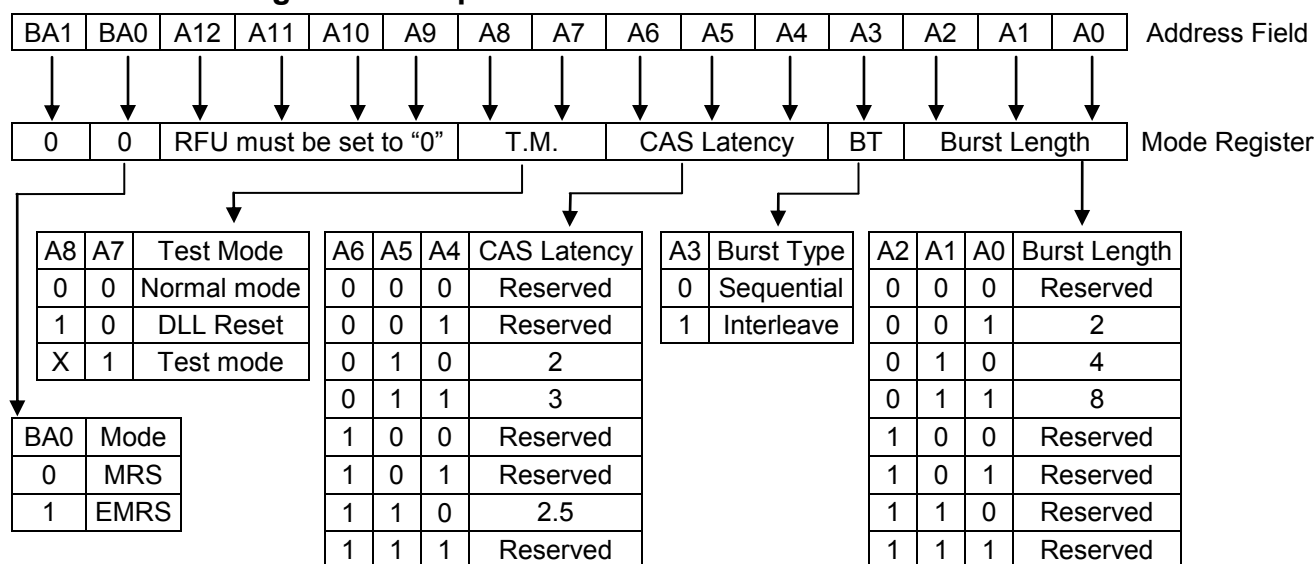 BA1 BA0 A12 A11 A10 A9 A8 A7 A6 A5 A4 A3 A2 A1 A0 Address Field
0 0 RFU must be set to “0” T.M. CAS Latency BT Burst Length Mode Register
A8 A7 Test Mode
0 0 Normal mode
1 0 DLL Reset
X 1 Test mode
BA0 Mode
0 MRS
1 EMRS
A6 A5 A4 CAS Latency
0 0 0 Reserved
0 0 1 Reserved
0 1 0 2
0 1 1 3
1 0 0 Reserved
1 0 1 Reserved
1 1 0 2.5
1 1 1 Reserved
A3 Burst Type
0 Sequential
1 Interleave
A2 A1 A0 Burst Length
0 0 0 Reserved
0 0 1 2
0 1 0 4
0 1 1 8
1 0 0 Reserved
1 0 1 Reserved
1 1 0 Reserved
1 1 1 Reserved